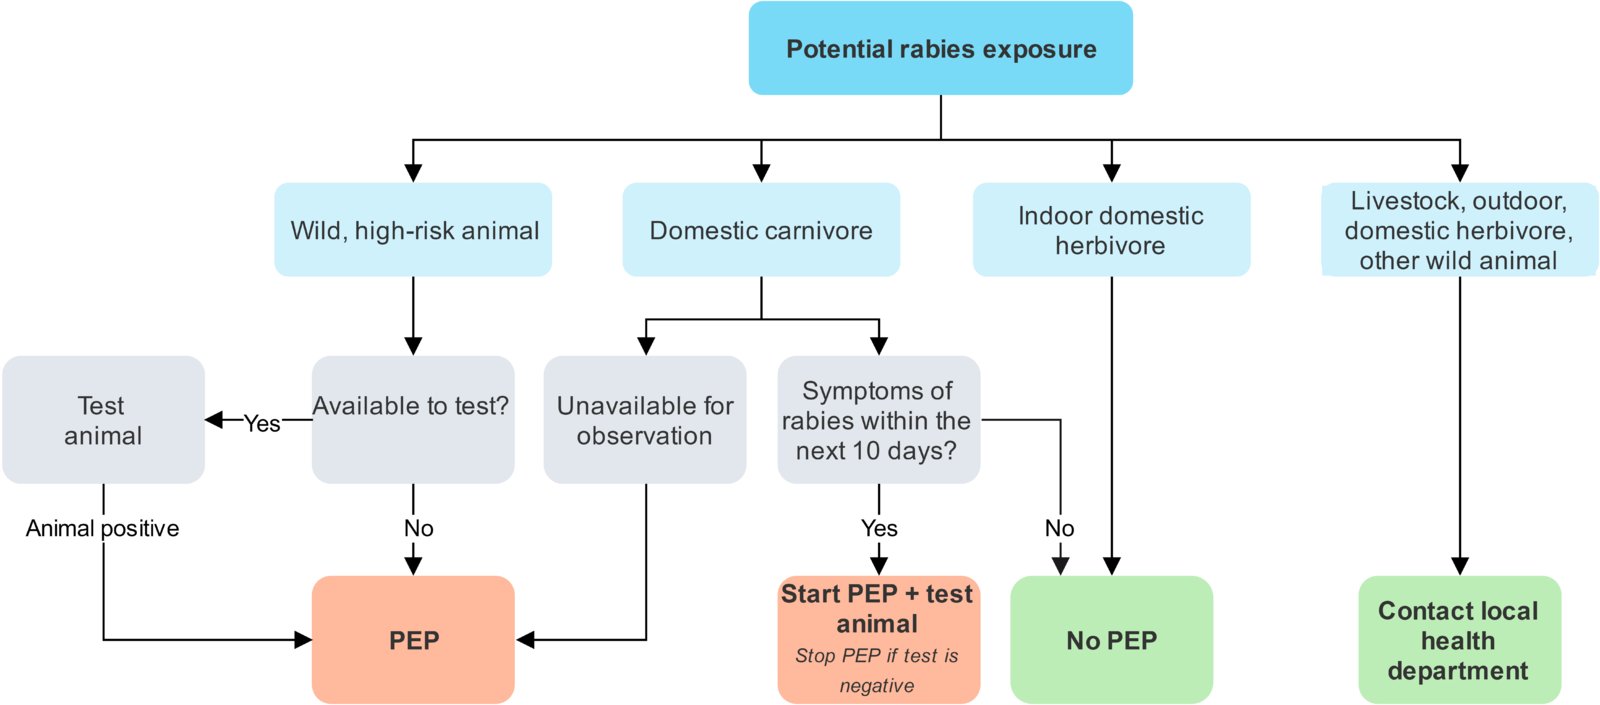 Potential rabies exposure
Wild, high-risk animal
Domestic carnivore
Indoor domestic
herbivore
Livestock, outdoor,
domestic herbivore,
other wild animal
Test
animal
Yes
Available to test?
Unavailable for
observation
Symptoms of
rabies within the
next 10 days?
Animal positive
No
Yes
No
PEP
Start PEP + test
animal
Stop PEP if test is
negative
No PEP
Contact local
health
department